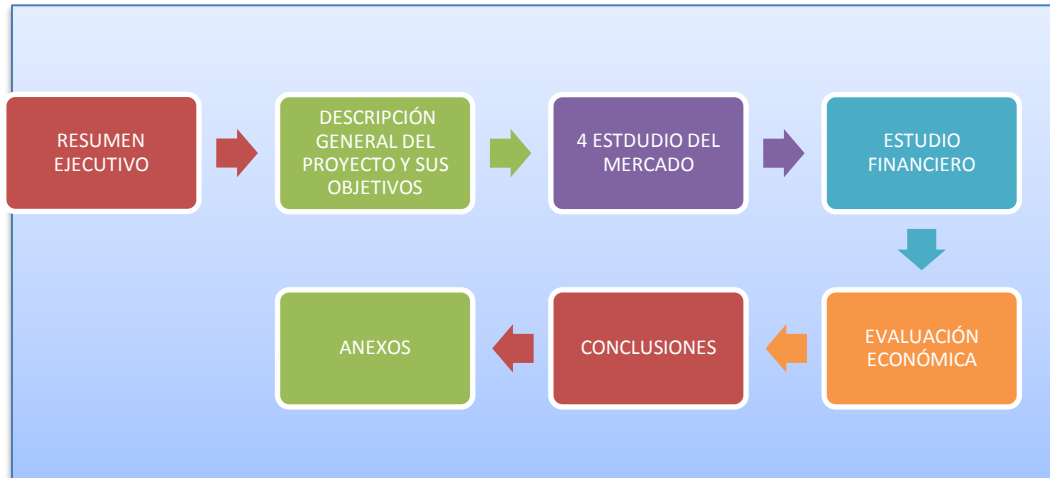 RESUMEN
EJECUTIVO
DESCRIPCIÓN
GENERAL DEL
PROYECTO Y SUS
OBJETIVOS
4 ESTDUDIO DEL
MERCADO
ESTUDIO
FINANCIERO
EVALUACIÓN
ECONÓMICA
CONCLUSIONES
ANEXOS